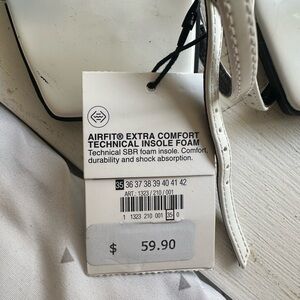 AIRFIT® EXTRA COMFORT
TECHNICAL INSOLE FOAM
Technical SBR foam insole. Comfort,
durability and shock absorption.
35 36 37 38 39 40 41 42
ART.: 1323 / 210 / 001
1 1323 210 001 35 0
$ 59.90